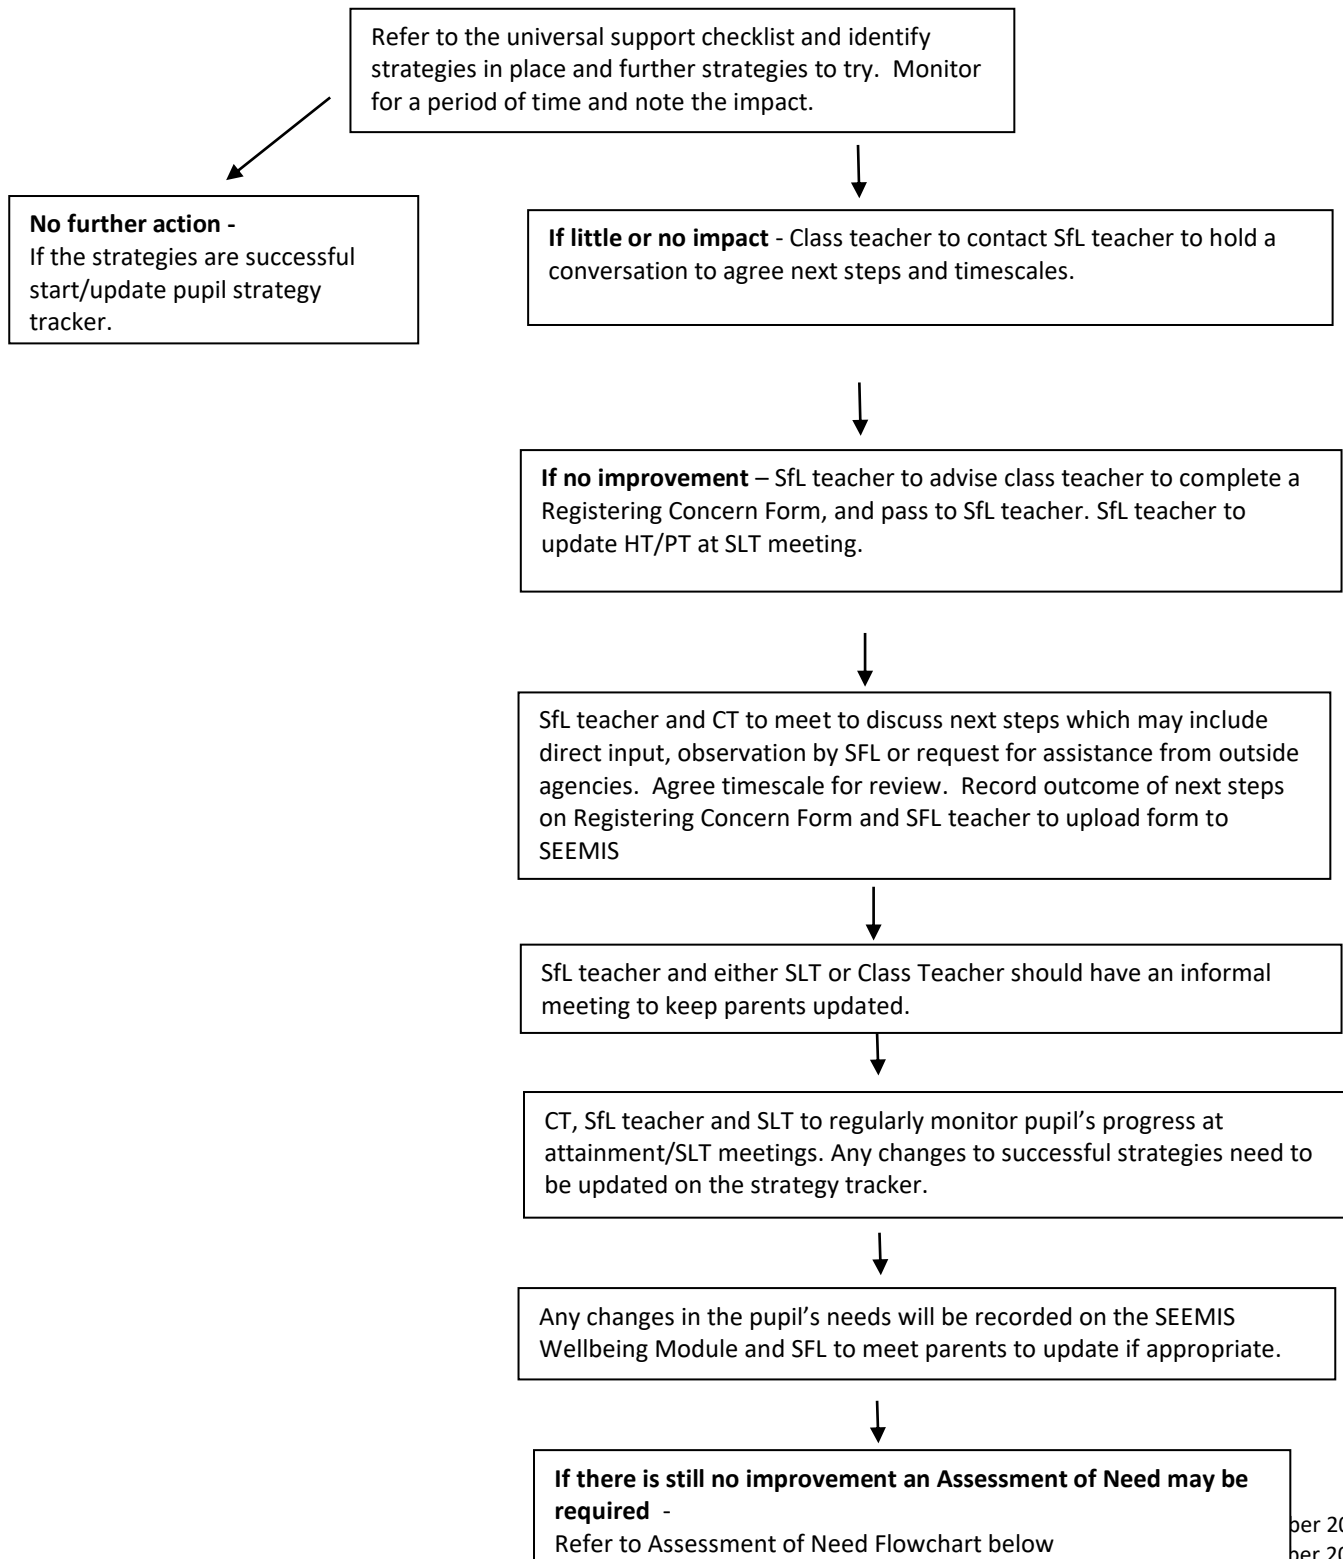 Refer to the universal support checklist and identify
strategies in place and further strategies to try.  Monitor
for a period of time and note the impact.
No further action -
If the strategies are successful
start/update pupil strategy
tracker.
If little or no impact - Class teacher to contact SfL teacher to hold a
conversation to agree next steps and timescales.
If no improvement – SfL teacher to advise class teacher to complete a
Registering Concern Form, and pass to SfL teacher. SfL teacher to
update HT/PT at SLT meeting.
SfL teacher and CT to meet to discuss next steps which may include
direct input, observation by SFL or request for assistance from outside
agencies.  Agree timescale for review.  Record outcome of next steps
on Registering Concern Form and SFL teacher to upload form to
SEEMIS
SfL teacher and either SLT or Class Teacher should have an informal
meeting to keep parents updated.
CT, SfL teacher and SLT to regularly monitor pupil’s progress at
attainment/SLT meetings. Any changes to successful strategies need to
be updated on the strategy tracker.
Any changes in the pupil’s needs will be recorded on the SEEMIS
Wellbeing Module and SFL to meet parents to update if appropriate.
If there is still no improvement an Assessment of Need may be
required  -
Refer to Assessment of Need Flowchart below